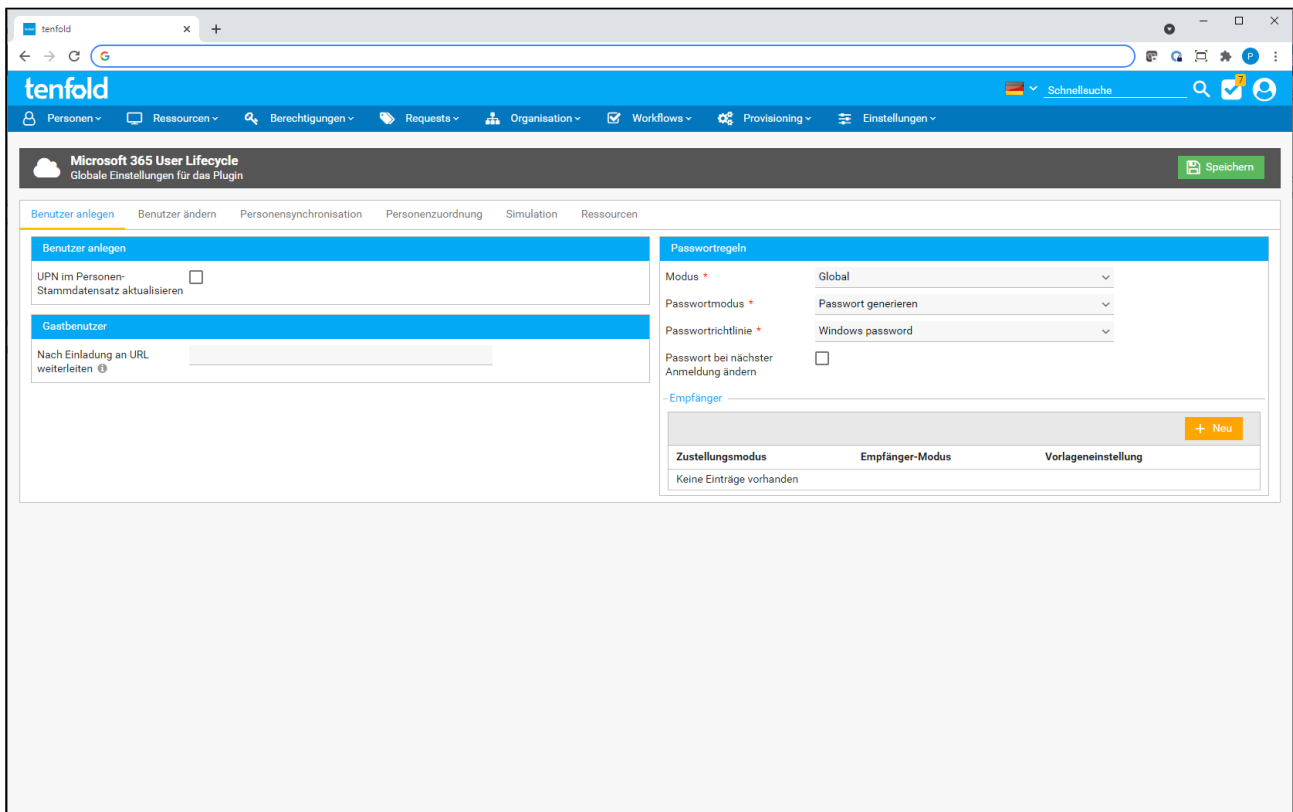 tenfold
G
P
tenfold
Schnellsuche
7
Personen
Ressourcen
Berechtigungen
Requests
Organisation
Workflows
Provisioning
Einstellungen
Microsoft 365 User Lifecycle
Globale Einstellungen für das Plugin
Speichern
Benutzer anlegen
Benutzer ändern
Personensynchronisation
Personenzuordnung
Simulation
Ressourcen
Benutzer anlegen
UPN im Personen-
Stammdatensatz aktualisieren
Gastbenutzer
Nach Einladung an URL
weiterleiten
Passwortregeln
Modus *
Global
Passwortmodus *
Passwort generieren
Passwortrichtlinie *
Windows password
Passwort bei nächster
Anmeldung ändern
Empfänger
+ Neu
Zustellungsmodus
Empfänger-Modus
Vorlageneinstellung
Keine Einträge vorhanden